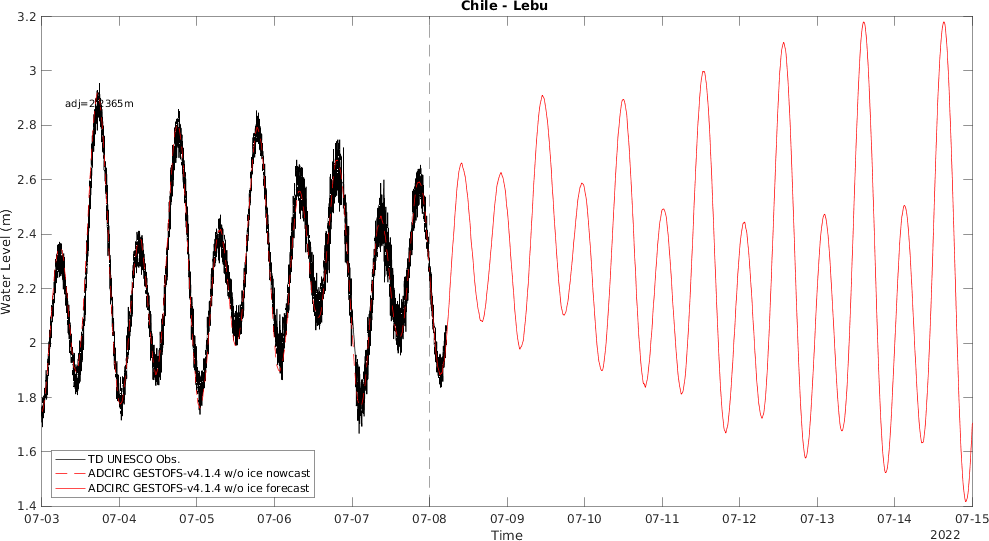 Chile - Lebu
3.2
3
2.8
2.6
2.4
2.2
2
1.8
1.6
1.4
Water Level (m)
adj=2.2365m
TD UNESCO Obs.
ADCIRC GESTOFS-v4.1.4 w/o ice nowcast
ADCIRC GESTOFS-v4.1.4 w/o ice forecast
07-03 07-04 07-05 07-06 07-07 07-08 07-09 07-10 07-11 07-12 07-13 07-14 07-15
Time
2022